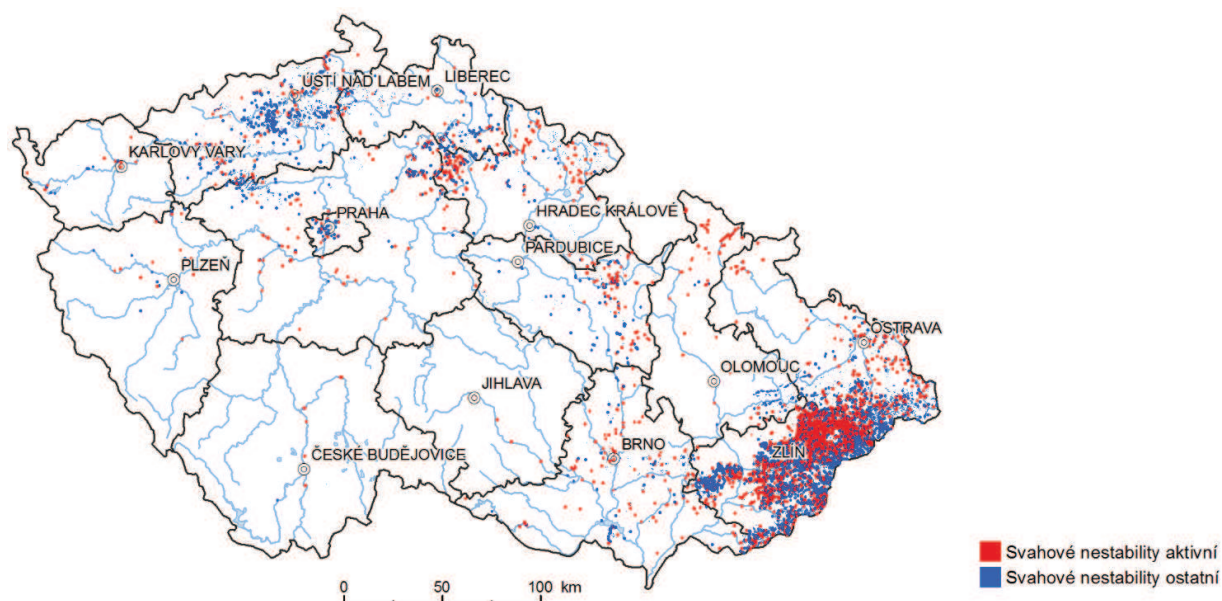 ÚSTÍ NAD LABEM
LIBEREC
KARLOVY VARY
PRAHA
HRADEC KRÁLOVÉ
PARDUBICE
PLZEŇ
OSTRAVA
OLOMOUC
JIHLAVA
BRNO
ZLÍN
ČESKÉ BUDĚJOVICE
Svahové nestability aktivní
Svahové nestability ostatní
0 50 100 km